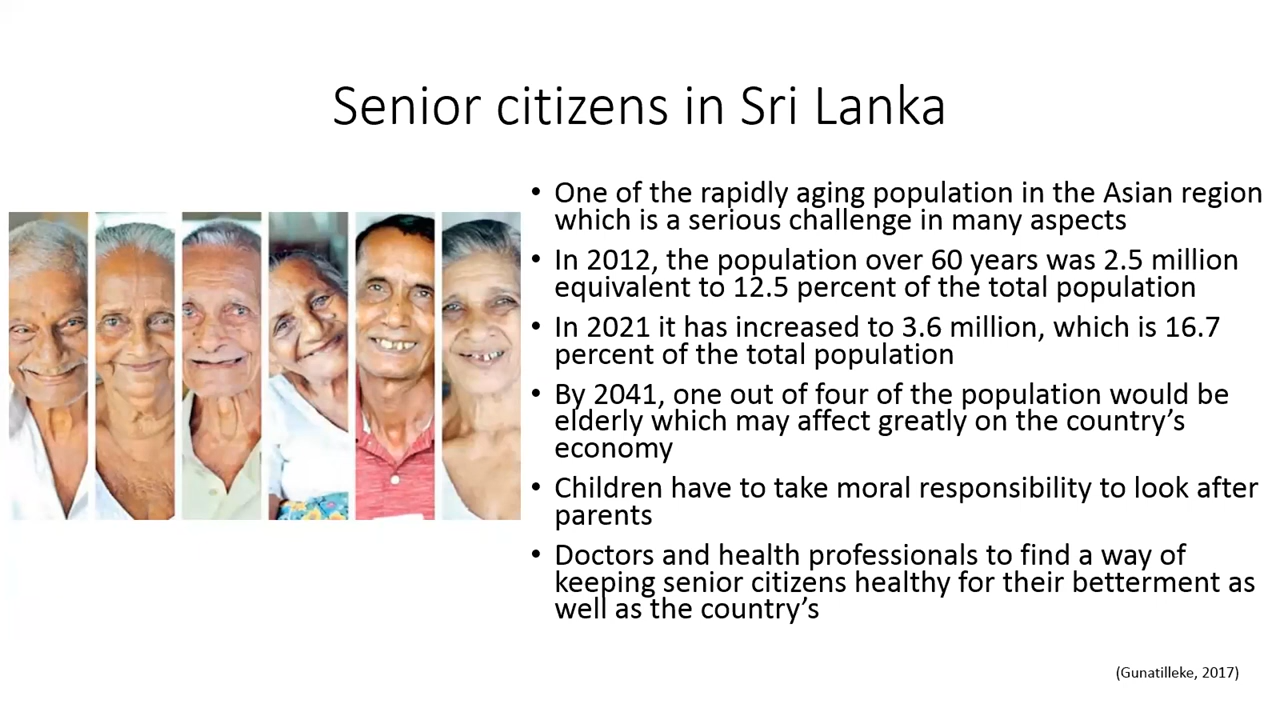 Senior citizens in Sri Lanka
• One of the rapidly aging population in the Asian region
which is a serious challenge in many aspects
• In 2012, the population over 60 years was 2.5 million
equivalent to 12.5 percent of the total population
• In 2021 it has increased to 3.6 million, which is 16.7
percent of the total population
• By 2041, one out of four of the population would be
elderly which may affect greatly on the country’s
economy
• Children have to take moral responsibility to look after
parents
• Doctors and health professionals to find a way of
keeping senior citizens healthy for their betterment as
well as the country’s
(Gunatilleke, 2017)